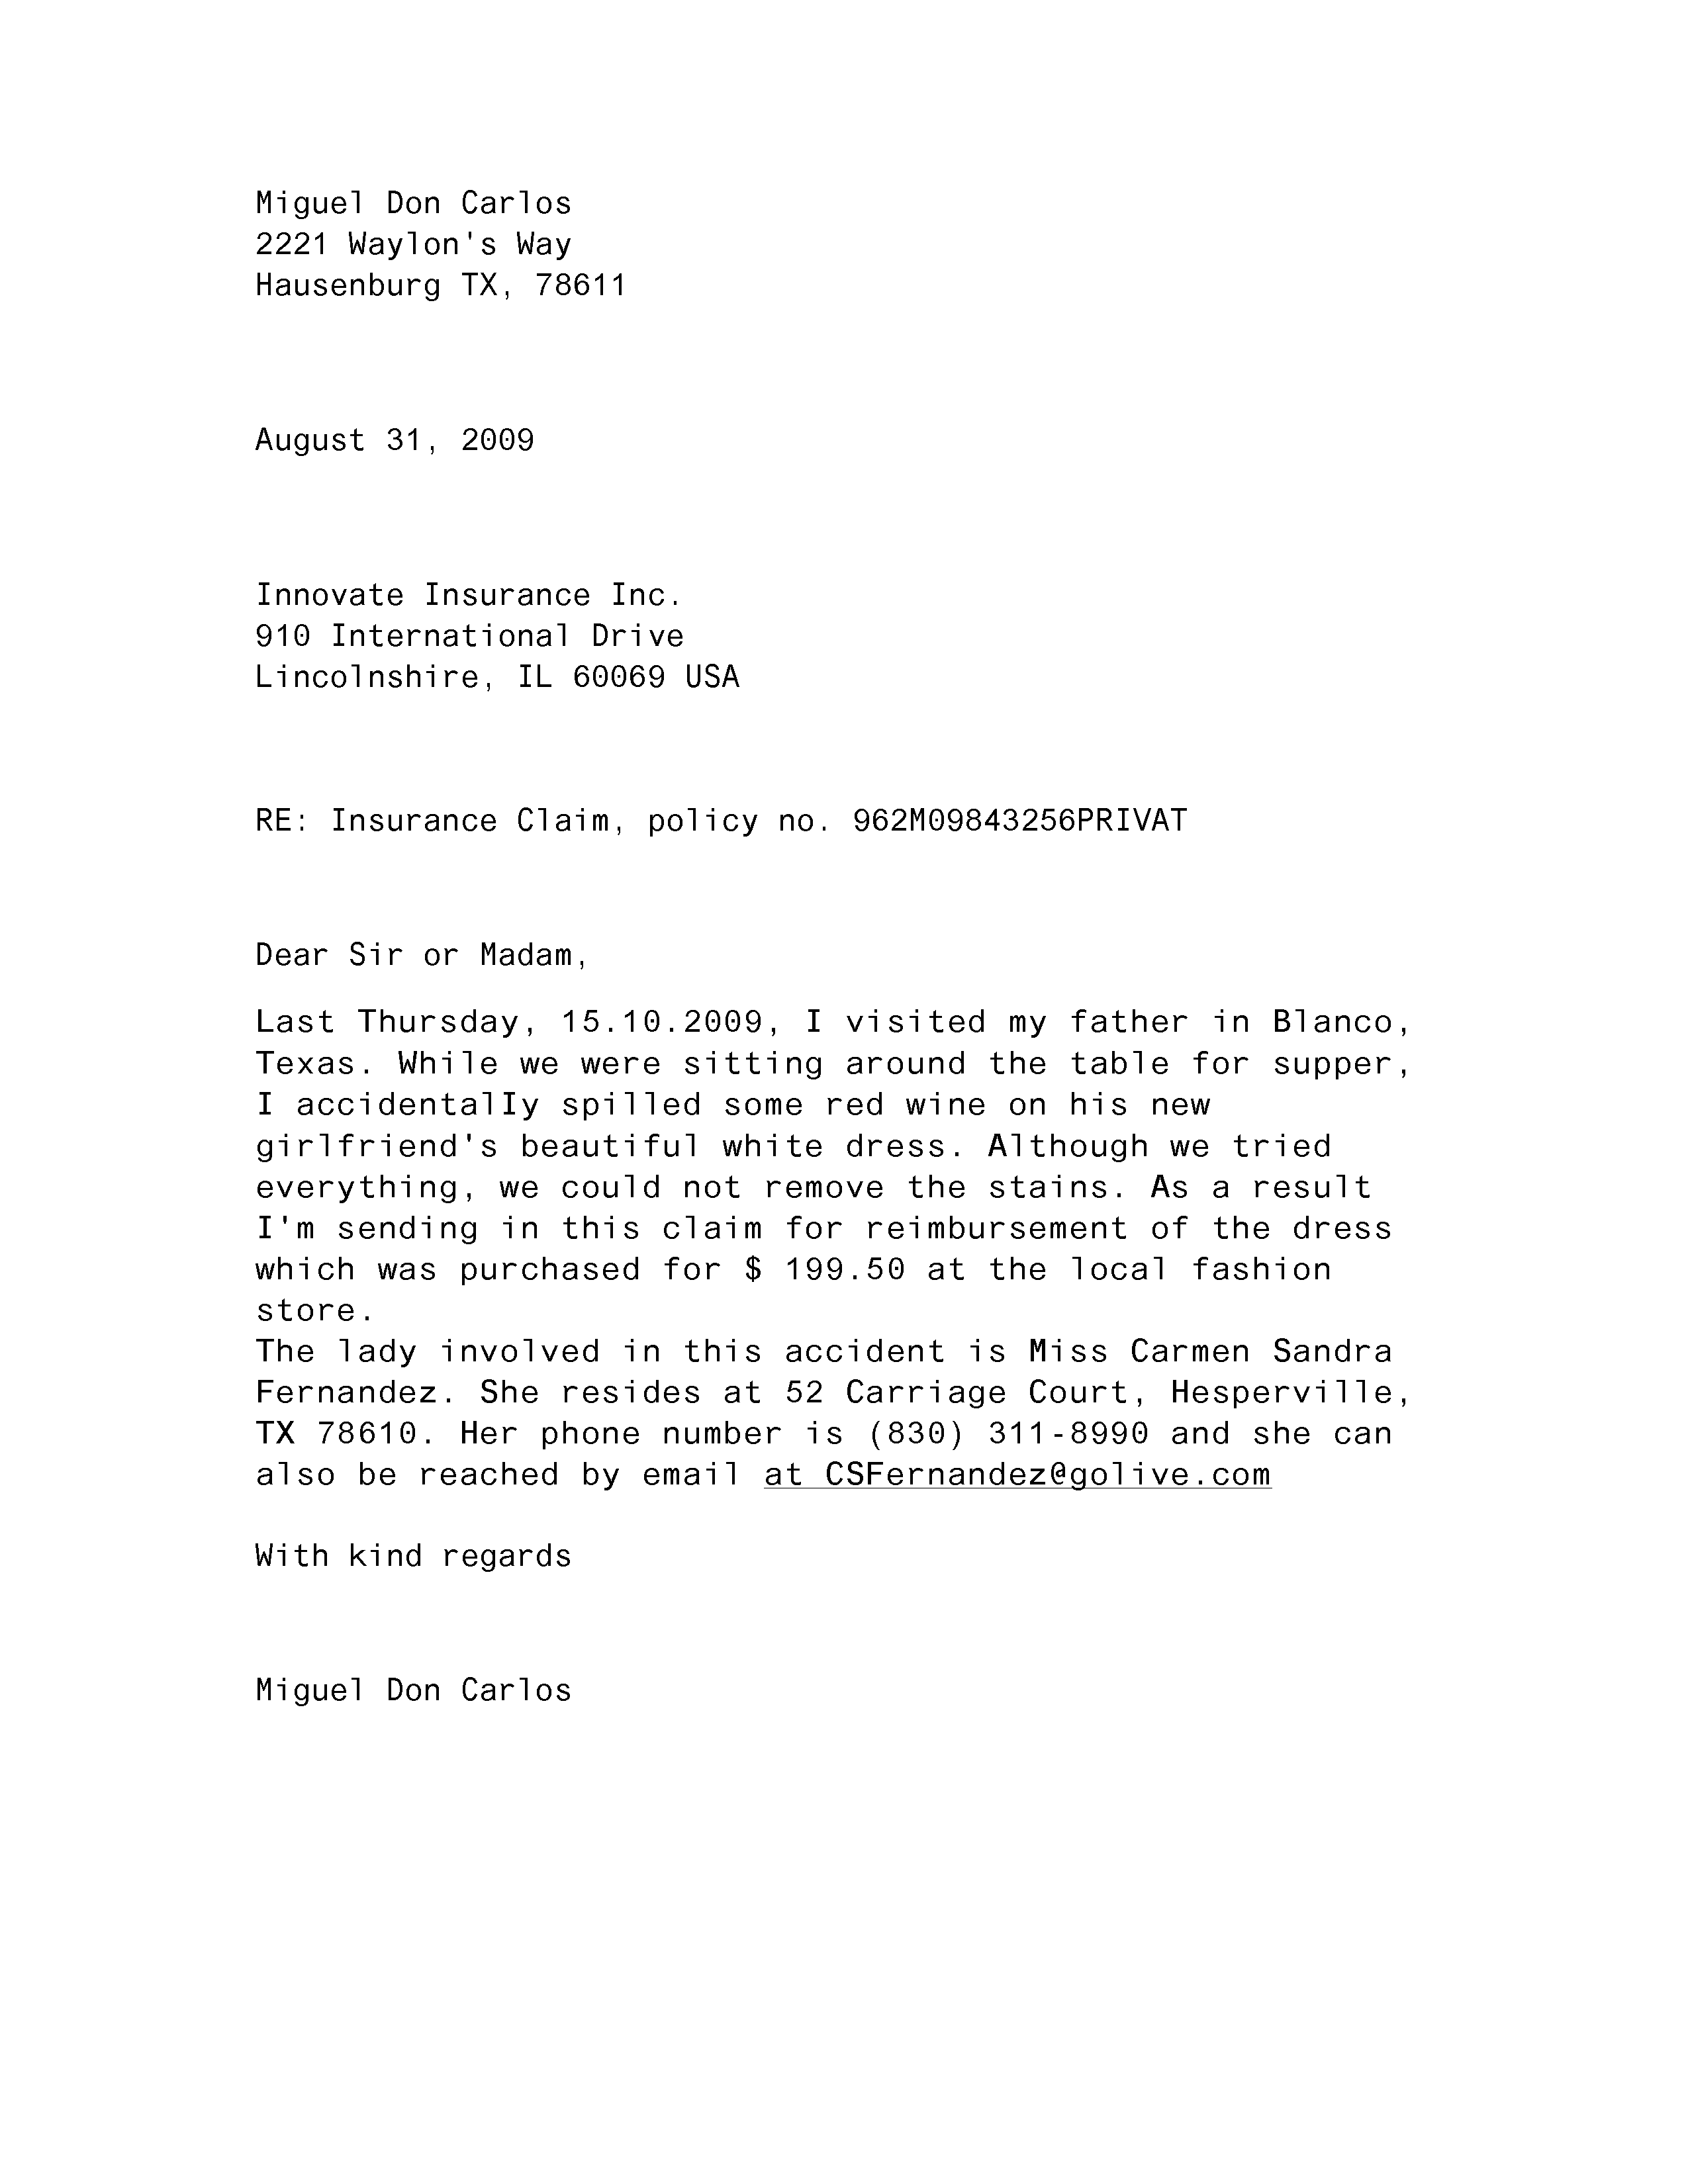 Miguel Don Carlos
2221 Waylon's Way
Hausenburg TX, 78611
August 31, 2009
Innovate Insurance Inc.
910 International Drive
Lincolnshire, IL 60069 USA
RE: Insurance Claim, policy no. 962M09843256PRIVAT
Dear Sir or Madam,
Last Thursday, 15.10.2009, I visited my father in Blanco,
Texas. While we were sitting around the table for supper,
I accidentalIy spilled some red wine on his new
girlfriend's beautiful white dress. Although we tried
everything, we could not remove the stains. As a result
I'm sending in this claim for reimbursement of the dress
which was purchased for $ 199.50 at the local fashion
store.
The lady involved in this accident is Miss Carmen Sandra
Fernandez. She resides at 52 Carriage Court, Hesperville,
TX 78610. Her phone number is (830) 311-8990 and she can
also be reached by email at CSFernandez@golive.com
With kind regards
Miguel Don Carlos